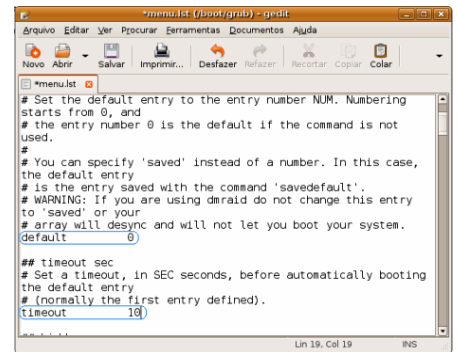 *menu.lst (/boot/grub) - gedit
Arquivo Editar Ver Procurar Ferramentas Documentos Ajuda
Novo Abrir Salvar Imprimir... Desfazer Refazer Recortar Copiar Colar
*menu.lst
# Set the default entry to the entry number NUM. Numbering
starts from 0, and
# the entry number 0 is the default if the command is not
used.
#
# You can specify 'saved' instead of a number. In this case,
the default entry
# is the entry saved with the command 'savedefault'.
# WARNING: If you are using dmraid do not change this entry
to 'saved' or your
# array will desync and will not let you boot your system.
default 0
## timeout sec
# Set a timeout, in SEC seconds, before automatically booting
the default entry
# (normally the first entry defined).
timeout 10
Lin 19, Col 19 INS